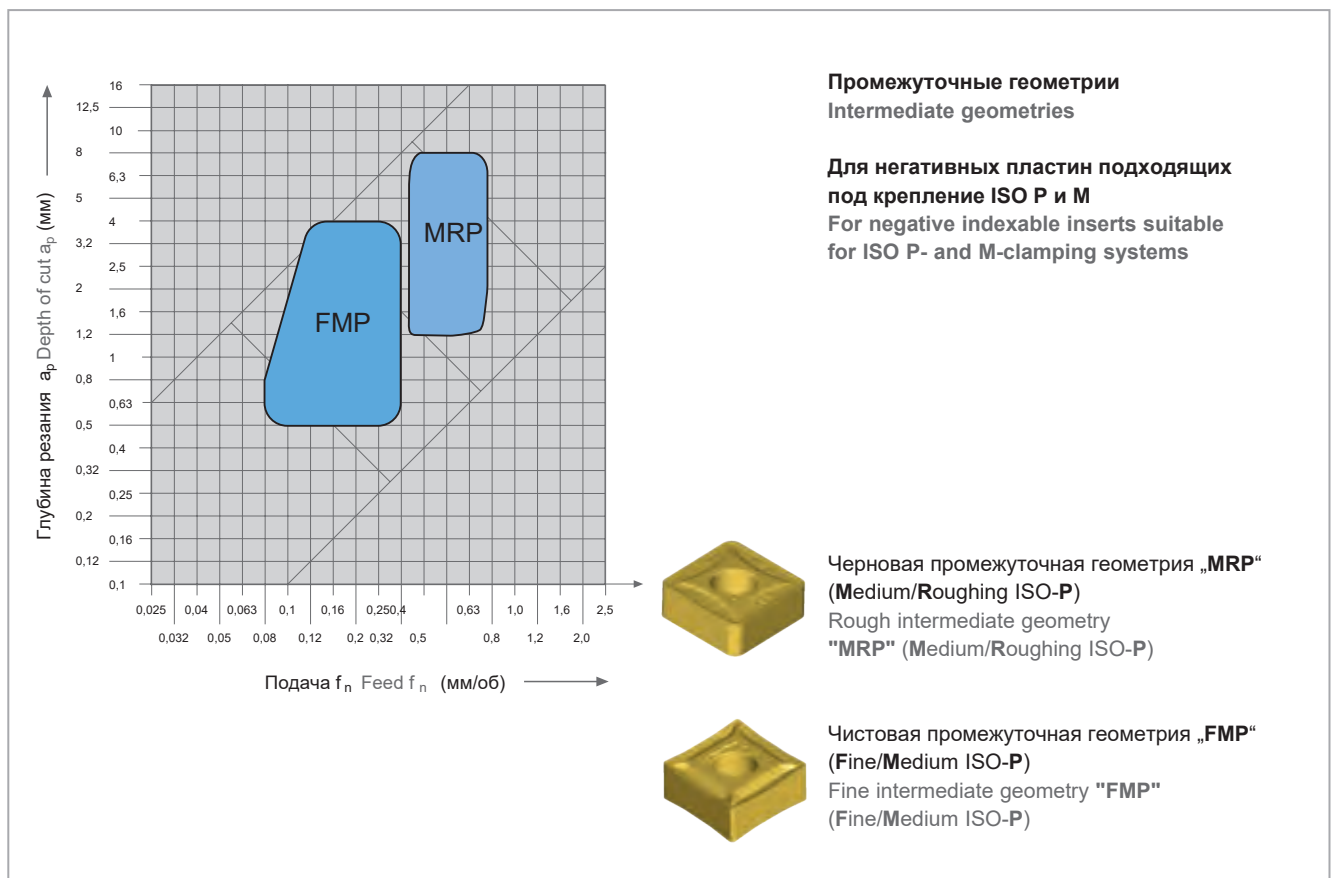 Глубина резания ap Depth of cut ap (мм)
16
12,5
10
8
6,3
5
4
3,2
2,5
2
1,6
1,2
1
0,8
0,63
0,5
0,4
0,32
0,25
0,2
0,16
0,12
0,1
MRP
FMP
0,025 0,04 0,063 0,1 0,16 0,250,4 0,63 1,0 1,6 2,5
0,032 0,05 0,08 0,12 0,2 0,32 0,5 0,8 1,2 2,0
Подача fn Feed fn (мм/об)
Промежуточные геометрии
Intermediate geometries
Для негативных пластин подходящих
под крепление ISO P и M
For negative indexable inserts suitable
for ISO P- and M-clamping systems
Черновая промежуточная геометрия „MRP“
(Medium/Roughing ISO-P)
Rough intermediate geometry
"MRP" (Medium/Roughing ISO-P)
Чистовая промежуточная геометрия „FMP“
(Fine/Medium ISO-P)
Fine intermediate geometry "FMP"
(Fine/Medium ISO-P)